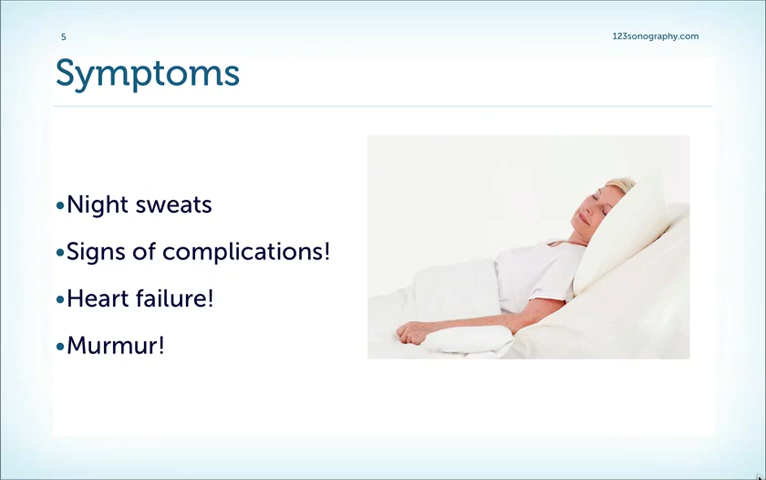 5
123sonography.com
Symptoms
•Night sweats
•Signs of complications!
•Heart failure!
•Murmur!